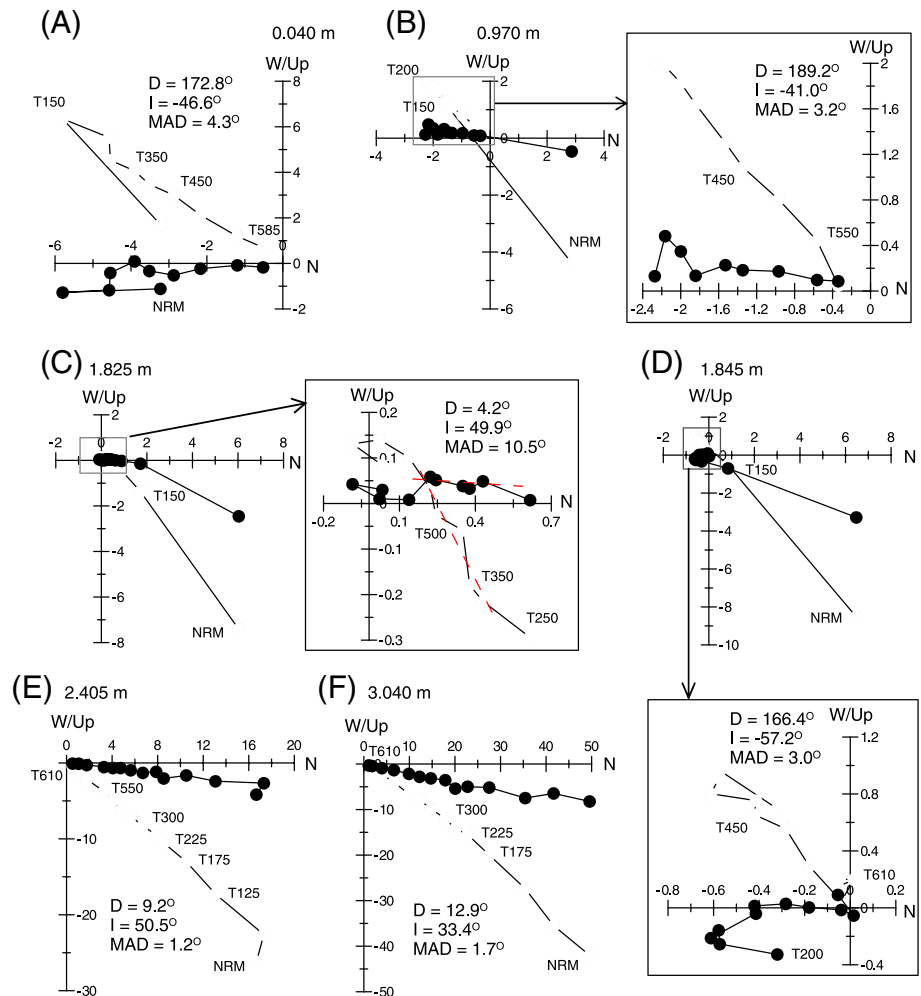 (A)
0.040 m
W/Up
8
D = 172.8°
I = -46.6°
MAD = 4.3°
T150
6
T350
4
T450
2
T585
-6 -4 -2 0
N
NRM
-2
(B)
0.970 m
W/Up
2
T200
T150
-4 -2 0 2 4
N
-2
-4
NRM
-6
W/Up
2
D = 189.2°
I = -41.0°
MAD = 3.2°
1.6
1.2
T450
0.8
T550
0.4
0
N
-2.4 -2 -1.6 -1.2 -0.8 -0.4 0
(C)
1.825 m
W/Up
2
-2 0 2 4 6 8
N
T150
-2
-4
-6
NRM
-8
W/Up
0.2
D = 4.2°
I = 49.9°
MAD = 10.5°
0.1
0
N
-0.2 0.1 0.4 0.7
T500
-0.1
T350
-0.2
T250
-0.3
(D)
1.845 m
W/Up
2
-2 0 2 4 6 8
N
T150
-2
-4
-6
-8
NRM
-10
W/Up
D = 166.4°
I = -57.2°
MAD = 3.0°
1.2
0.8
T450
0.4
T610
-0.8 -0.6 -0.4 -0.2 0 0.2
N
T200
-0.4
(E)
2.405 m
W/Up
0 4 8 12 16 20
N
T610
T550
-10
T300
T225
T175
T125
-20
D = 9.2°
I = 50.5°
MAD = 1.2°
NRM
-30
(F)
3.040 m
W/Up
0 10 20 30 40 50
N
T610
-10
T300
T225
-20
T175
-30
D = 12.9°
I = 33.4°
MAD = 1.7°
-40
NRM
-50